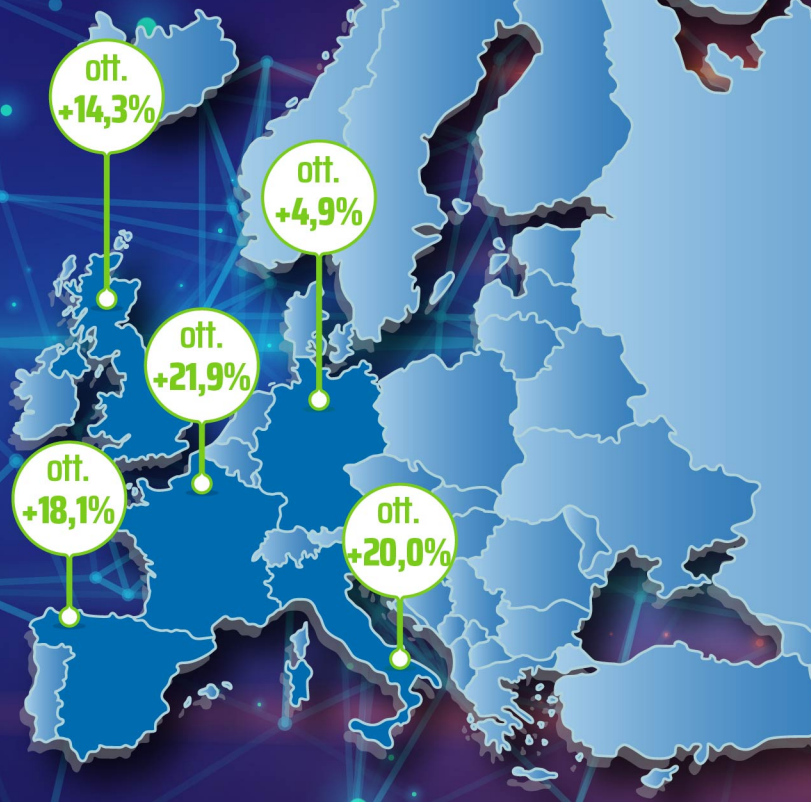 ott.
+14,3%
ott.
+4,9%
ott.
+21,9%
ott.
+18,1%
ott.
+20,0%